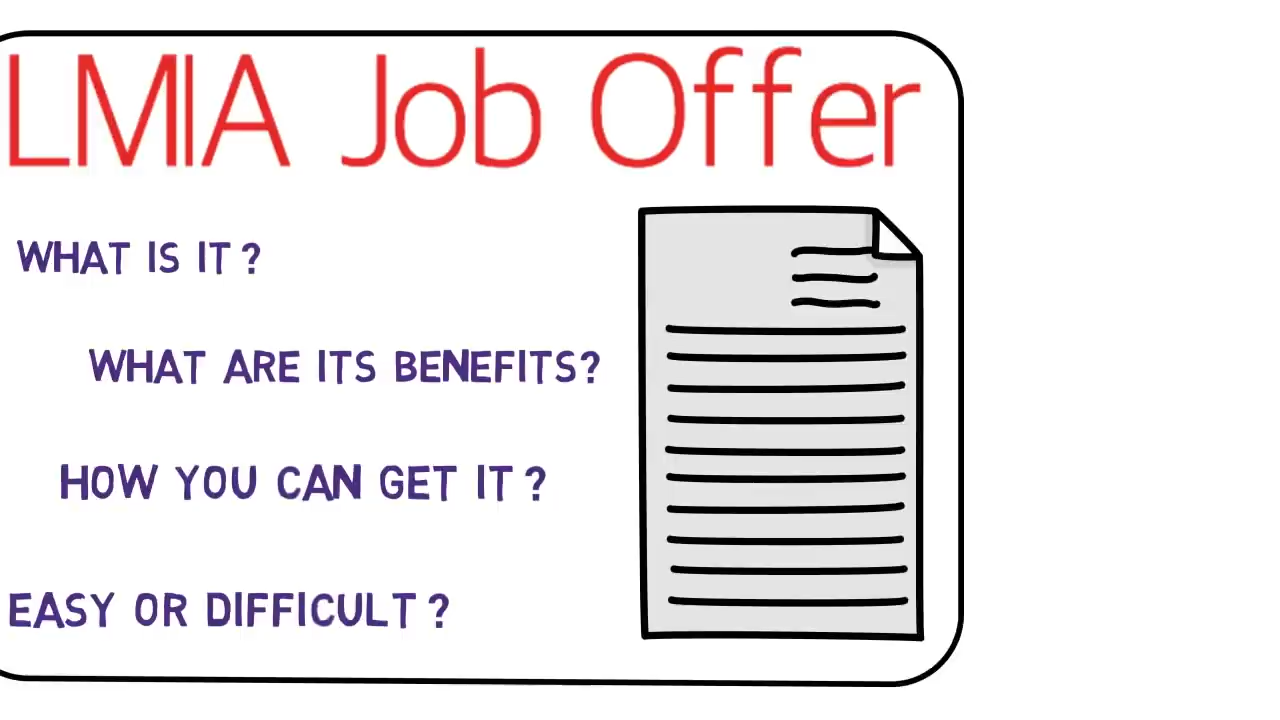 LMIA Job Offer
WHAT IS IT?
WHAT ARE ITS BENEFITS?
HOW YOU CAN GET IT?
EASY OR DIFFICULT?